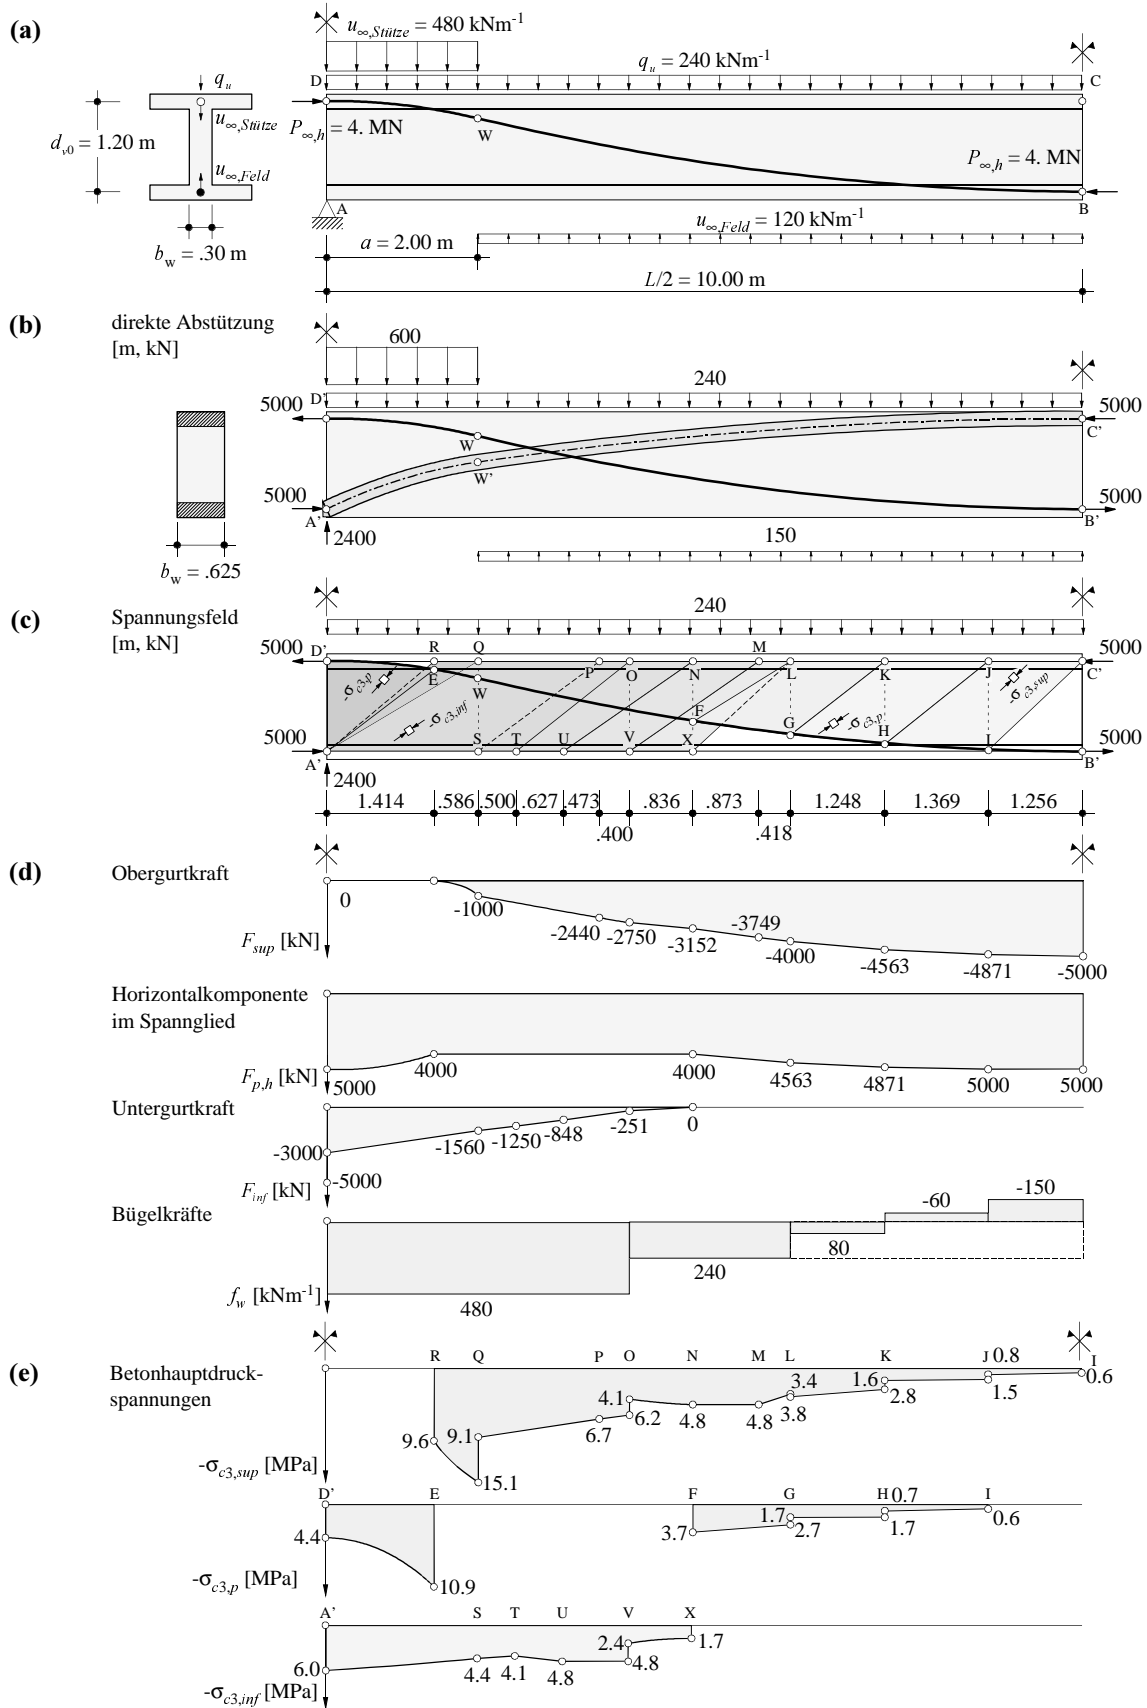 (a)
u∞,Stütze = 480 kNm-1
qu = 240 kNm-1
D
C
qu
u∞,Stütze
dv0 = 1.20 m
u∞,Feld
P∞,h = 4. MN
W
P∞,h = 4. MN
A
B
bw = .30 m
a = 2.00 m
u∞,Feld = 120 kNm-1
L/2 = 10.00 m
(b)
direkte Abstützung
[m, kN]
600
240
5000
D'
5000
C'
W
W'
5000
5000
A'
B'
2400
150
bw = .625
(c)
Spannungsfeld
[m, kN]
240
5000
D'
R
Q
P
O
N
M
L
K
J
5000
C'
-σc3,p
E
W
-σc3,inf
F
G
-σc3,p
H
-σc3,sup
5000
A'
S
T
U
V
X
I
B'
5000
2400
1.414
.586
.500
.627
.473
.400
.836
.873
.418
1.248
1.369
1.256
(d)
Obergurtkraft
0
-1000
-2440
-2750
-3152
-3749
-4000
-4563
-4871
-5000
Fsup [kN]
Horizontalkomponente
im Spannglied
Fp,h [kN]
5000
4000
4000
4563
4871
5000
5000
Untergurtkraft
-3000
-1560
-1250
-848
-251
0
-5000
Finf [kN]
Bügelkräfte
-60
-150
80
240
480
fw [kNm-1]
(e)
Betonhauptdruck-
spannungen
R
Q
P
O
N
M
L
K
J
0.8
I
9.6
9.1
15.1
6.7
4.1
6.2
4.8
4.8
3.4
3.8
1.6
2.8
1.5
0.6
-σc3,sup [MPa]
D'
E
F
G
H
0.7
I
4.4
10.9
3.7
1.7
2.7
1.7
0.6
-σc3,p [MPa]
A'
S
T
U
V
X
6.0
4.4
4.1
4.8
2.4
4.8
1.7
-σc3,inf [MPa]